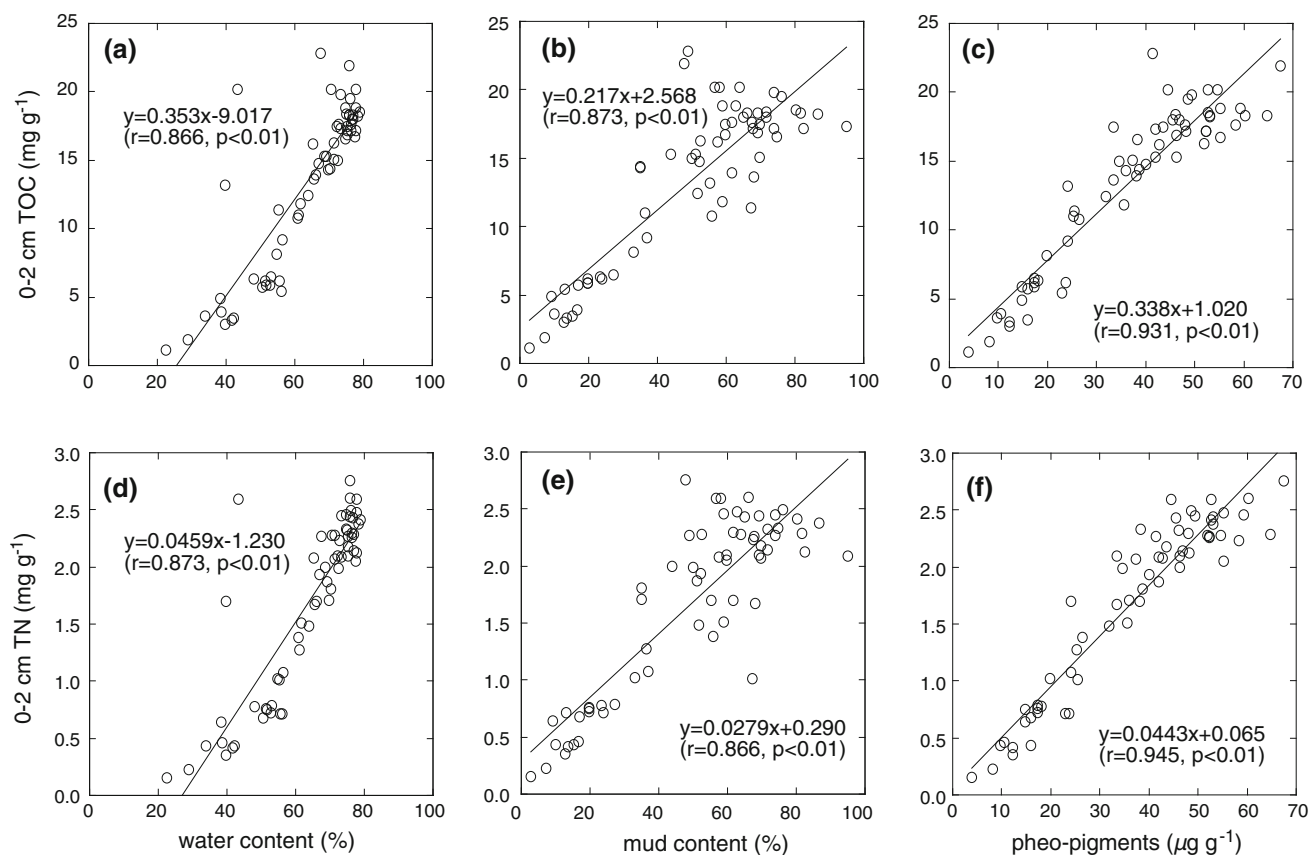 (a)
y=0.353x-9.017
(r=0.866, p<0.01)
0-2 cm TOC (mg g⁻¹)
25
20
15
10
5
0
0 20 40 60 80 100
(b)
y=0.217x+2.568
(r=0.873, p<0.01)
25
20
15
10
5
0
0 20 40 60 80 100
(c)
y=0.338x+1.020
(r=0.931, p<0.01)
25
20
15
10
5
0
0 10 20 30 40 50 60 70
(d)
y=0.0459x-1.230
(r=0.873, p<0.01)
0-2 cm TN (mg g⁻¹)
3.0
2.5
2.0
1.5
1.0
0.5
0.0
0 20 40 60 80 100
water content (%)
(e)
y=0.0279x+0.290
(r=0.866, p<0.01)
3.0
2.5
2.0
1.5
1.0
0.5
0.0
0 20 40 60 80 100
mud content (%)
(f)
y=0.0443x+0.065
(r=0.945, p<0.01)
3.0
2.5
2.0
1.5
1.0
0.5
0.0
0 10 20 30 40 50 60 70
pheo-pigments (μg g⁻¹)